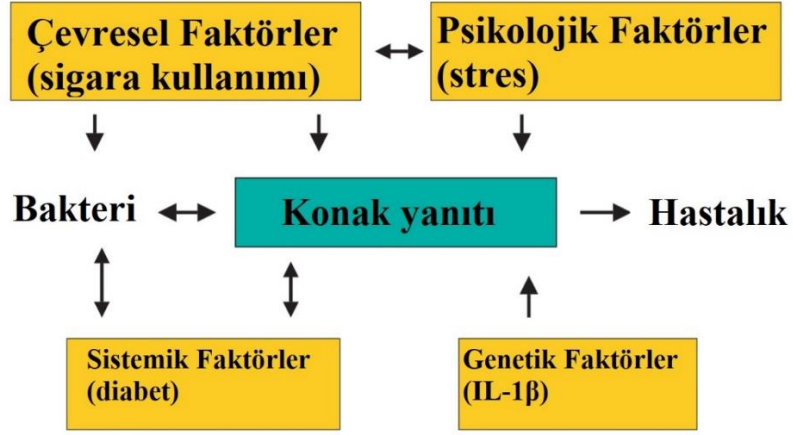 Çevresel Faktörler
(sigara kullanımı)
Psikolojik Faktörler
(stres)
Bakteri
Konak yanıtı
Hastalık
Sistemik Faktörler
(diabet)
Genetik Faktörler
(IL-1β)